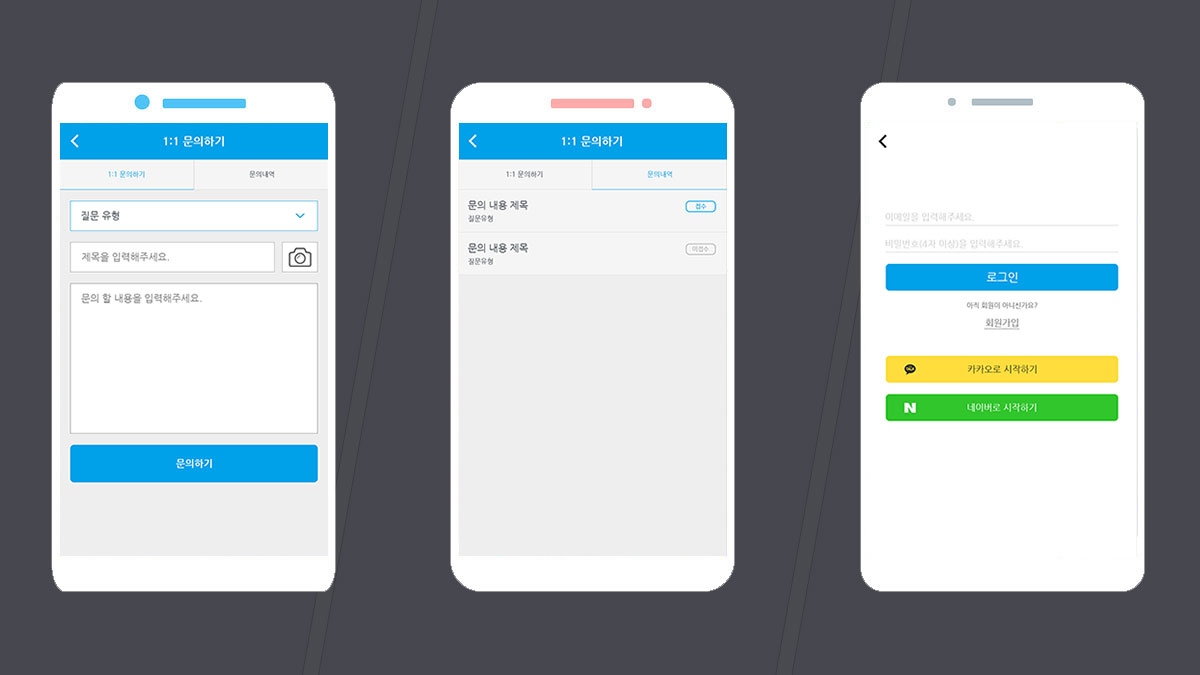 1:1 문의하기
1:1 문의하기
문의내역
질문 유형
제목을 입력해주세요.
문의 할 내용을 입력해주세요.
문의하기
1:1 문의하기
1:1 문의하기
문의내역
문의 내용 제목
접수
질문유형
문의 내용 제목
미접수
질문유형
이메일을 입력해주세요.
비밀번호(4자 이상)을 입력해주세요.
로그인
아직 회원이 아니신가요?
회원가입
카카오로 시작하기
N 네이버로 시작하기